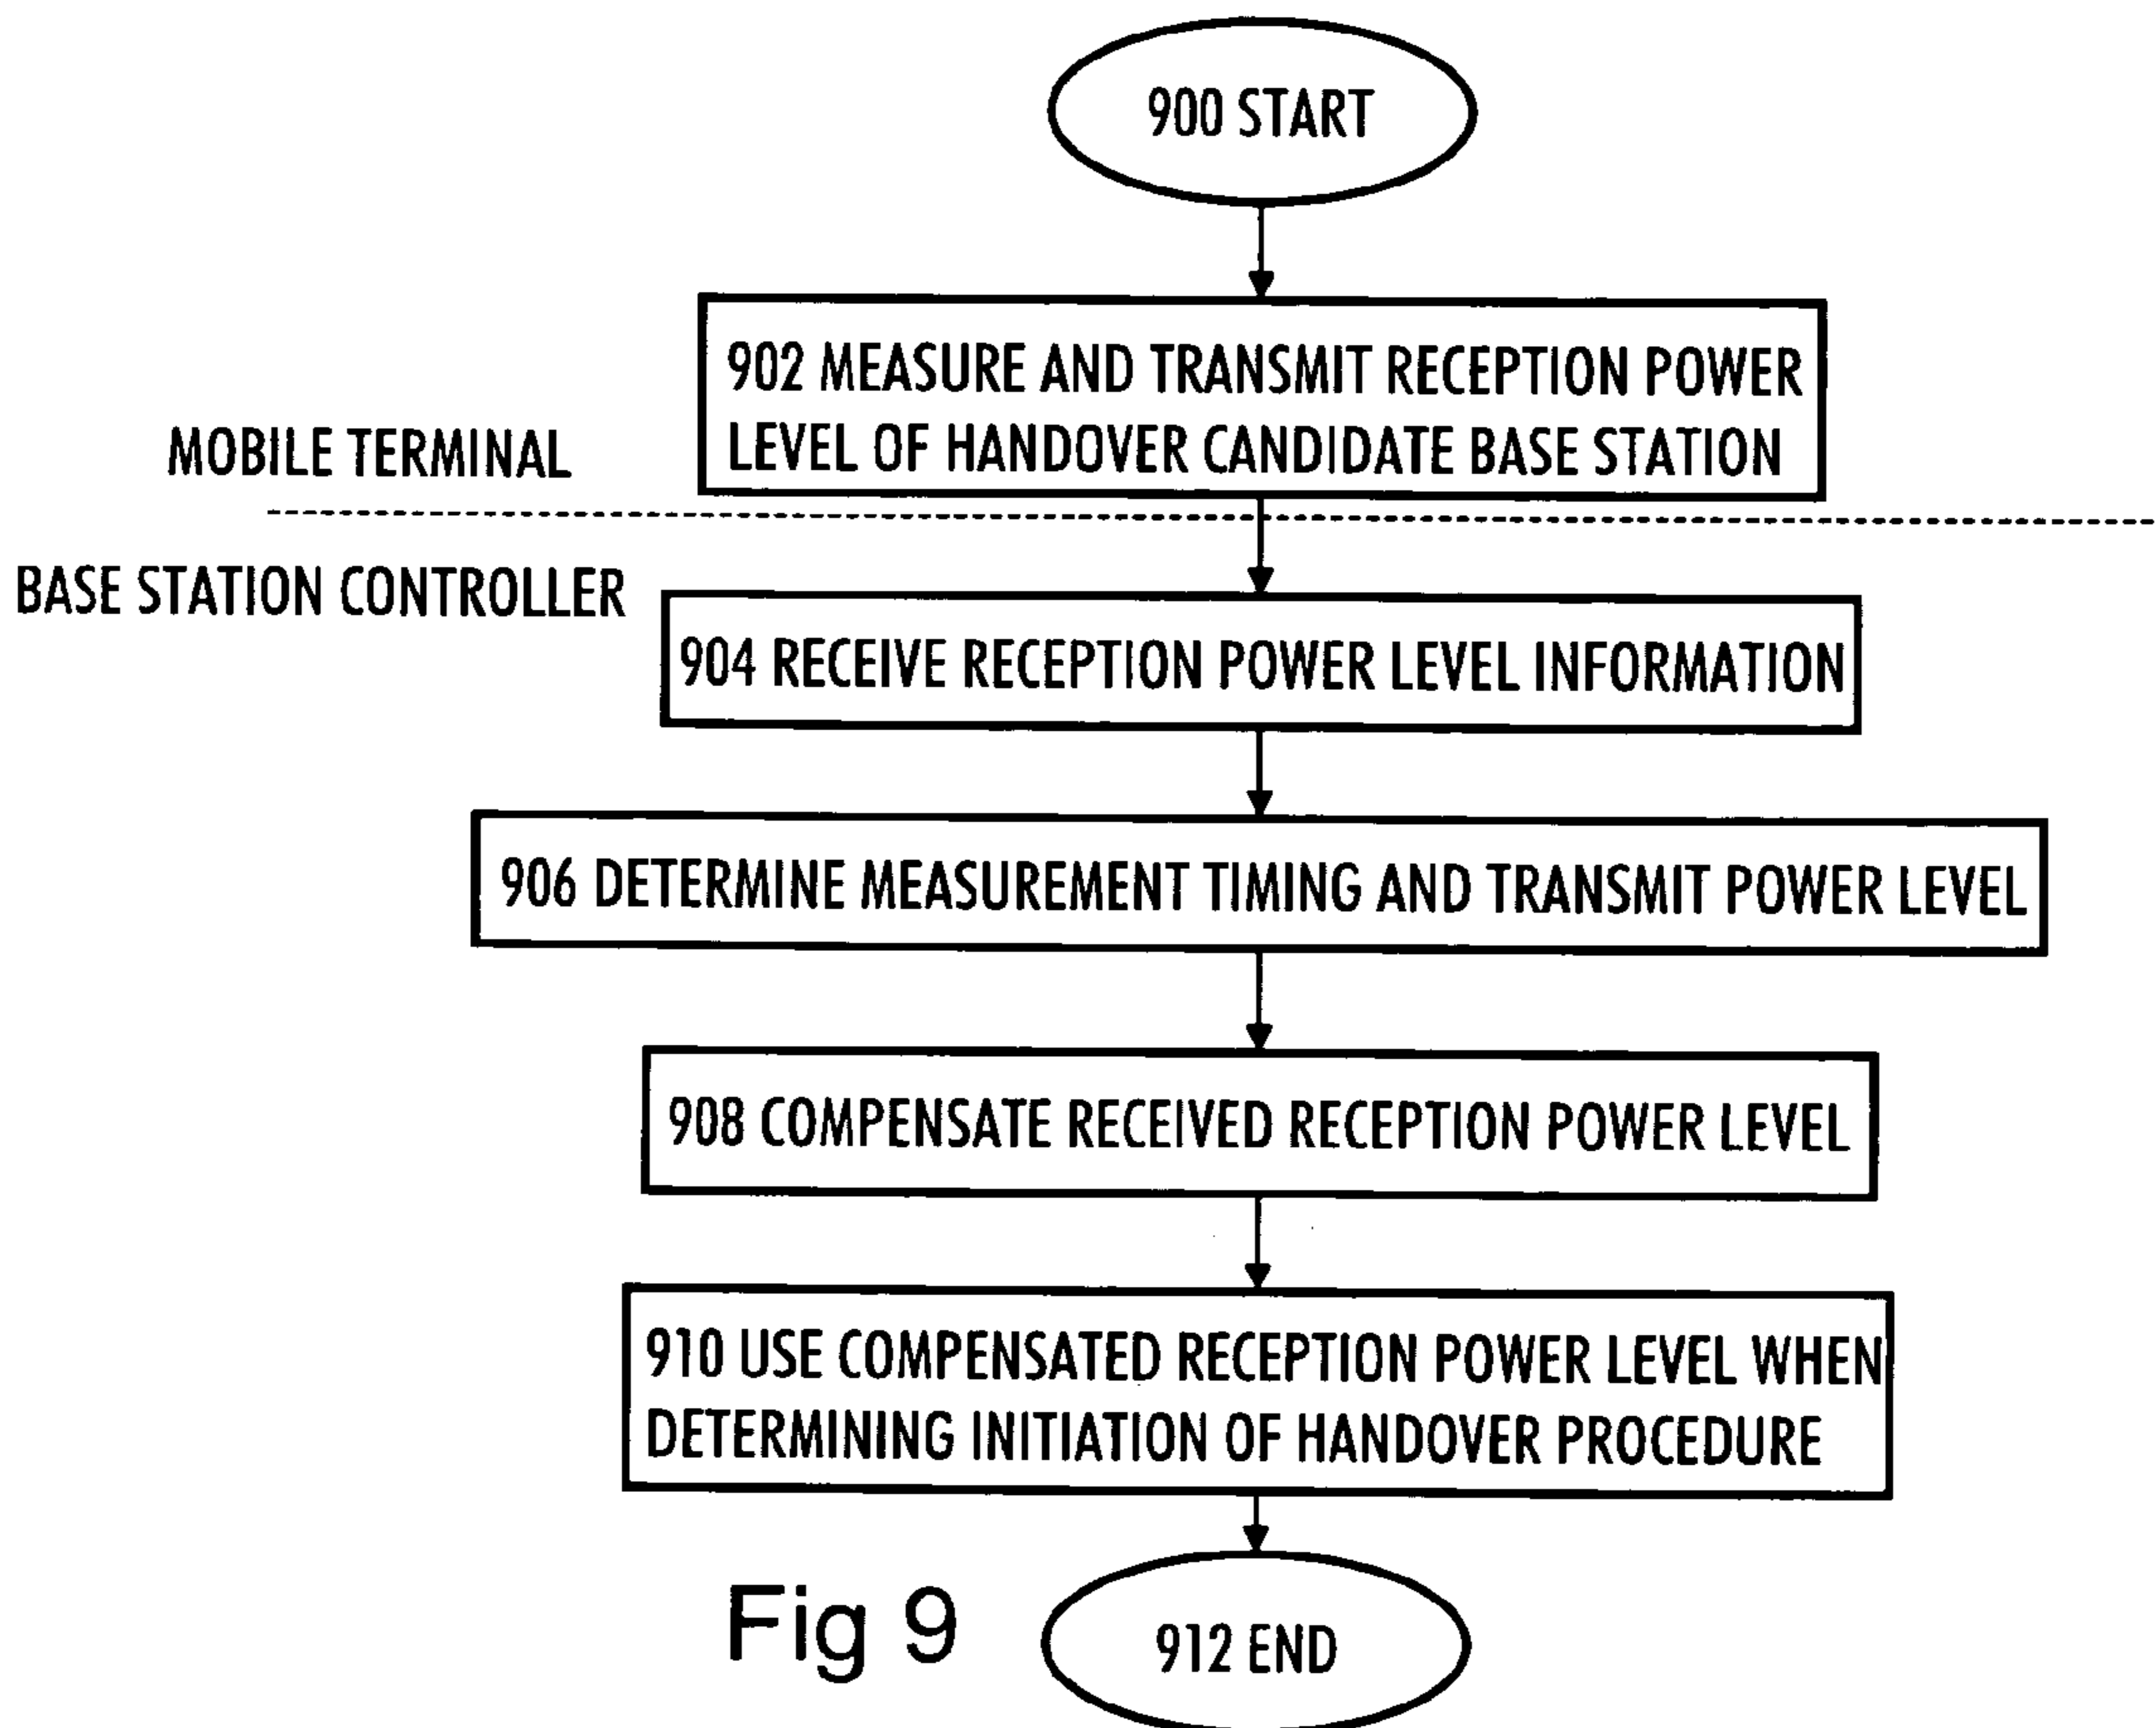 900 START
902 MEASURE AND TRANSMIT RECEPTION POWER
LEVEL OF HANDOVER CANDIDATE BASE STATION
MOBILE TERMINAL
BASE STATION CONTROLLER
904 RECEIVE RECEPTION POWER LEVEL INFORMATION
906 DETERMINE MEASUREMENT TIMING AND TRANSMIT POWER LEVEL
908 COMPENSATE RECEIVED RECEPTION POWER LEVEL
910 USE COMPENSATED RECEPTION POWER LEVEL WHEN
DETERMINING INITIATION OF HANDOVER PROCEDURE
Fig 9
912 END